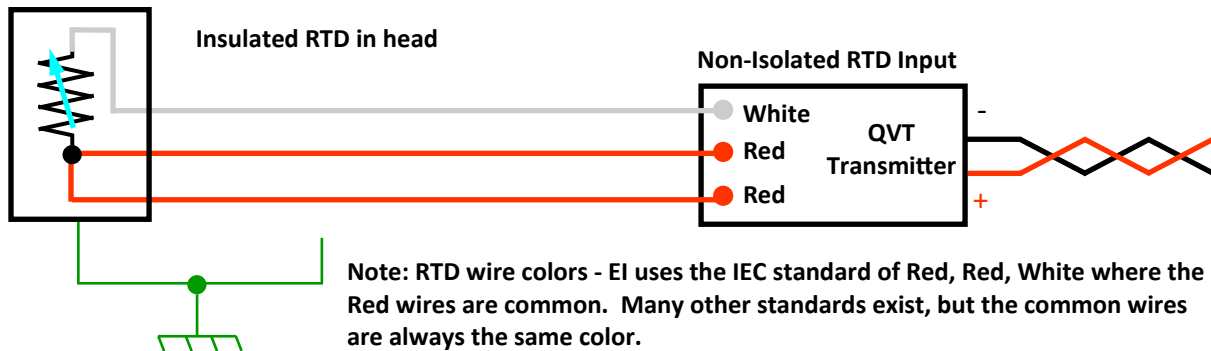 Insulated RTD in head
Non-Isolated RTD Input
White
Red
Red
QVT
Transmitter
-
+
Note: RTD wire colors - EI uses the IEC standard of Red, Red, White where the
Red wires are common.  Many other standards exist, but the common wires
are always the same color.